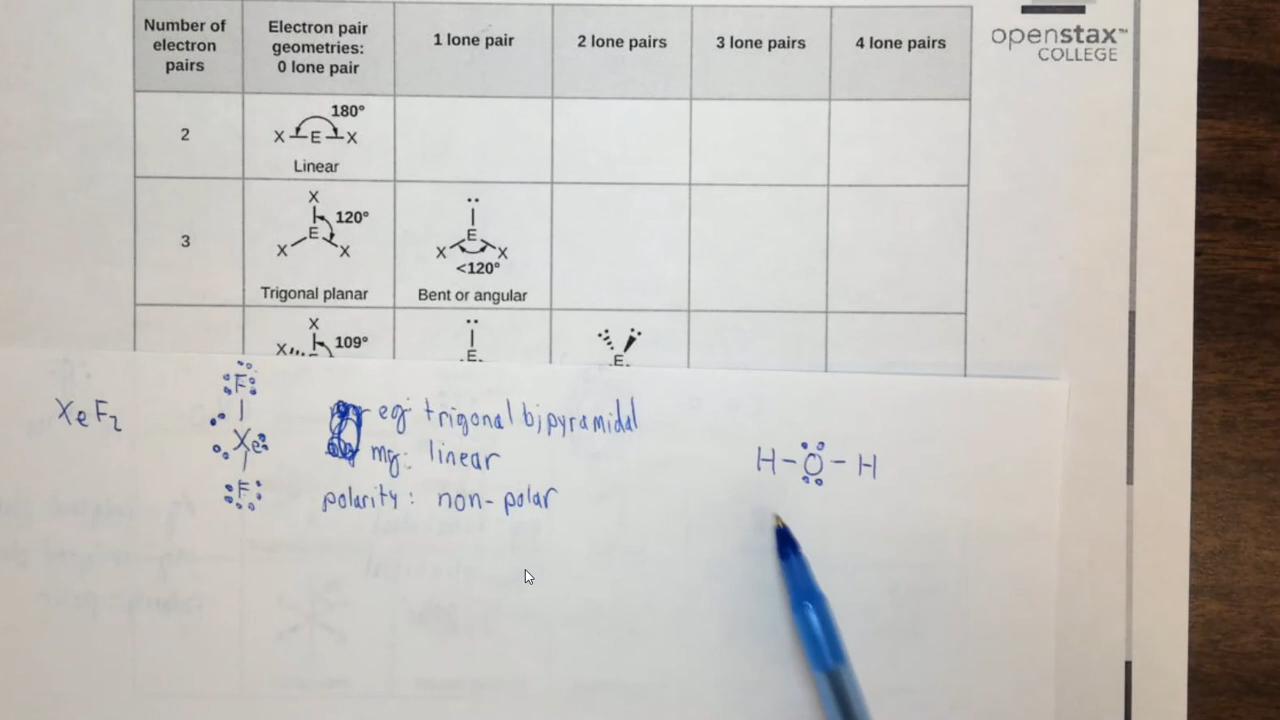 Number of electron pairs
Electron pair geometries: 0 lone pair
1 lone pair
2 lone pairs
3 lone pairs
4 lone pairs
openstax™
COLLEGE
2
180°
X E X
Linear
3
X
120°
E
X X
Trigonal planar
E
X X
<120°
Bent or angular
X
109°
X
E
E
XeF2
F
Xe
F
eg: trigonal bipyramidal
mg: linear
polarity: non-polar
H-O-H